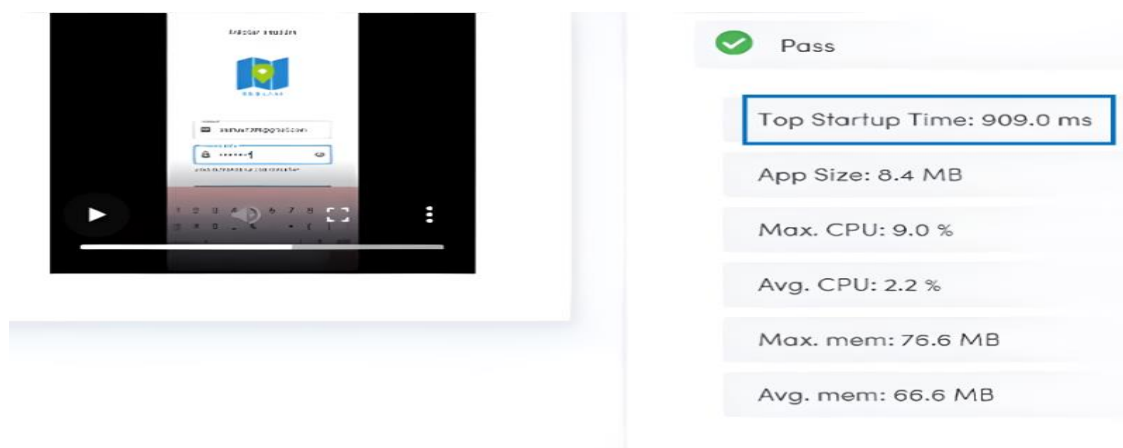 Pass
Top Startup Time: 909.0 ms
App Size: 8.4 MB
Max. CPU: 9.0 %
Avg. CPU: 2.2 %
Max. mem: 76.6 MB
Avg. mem: 66.6 MB